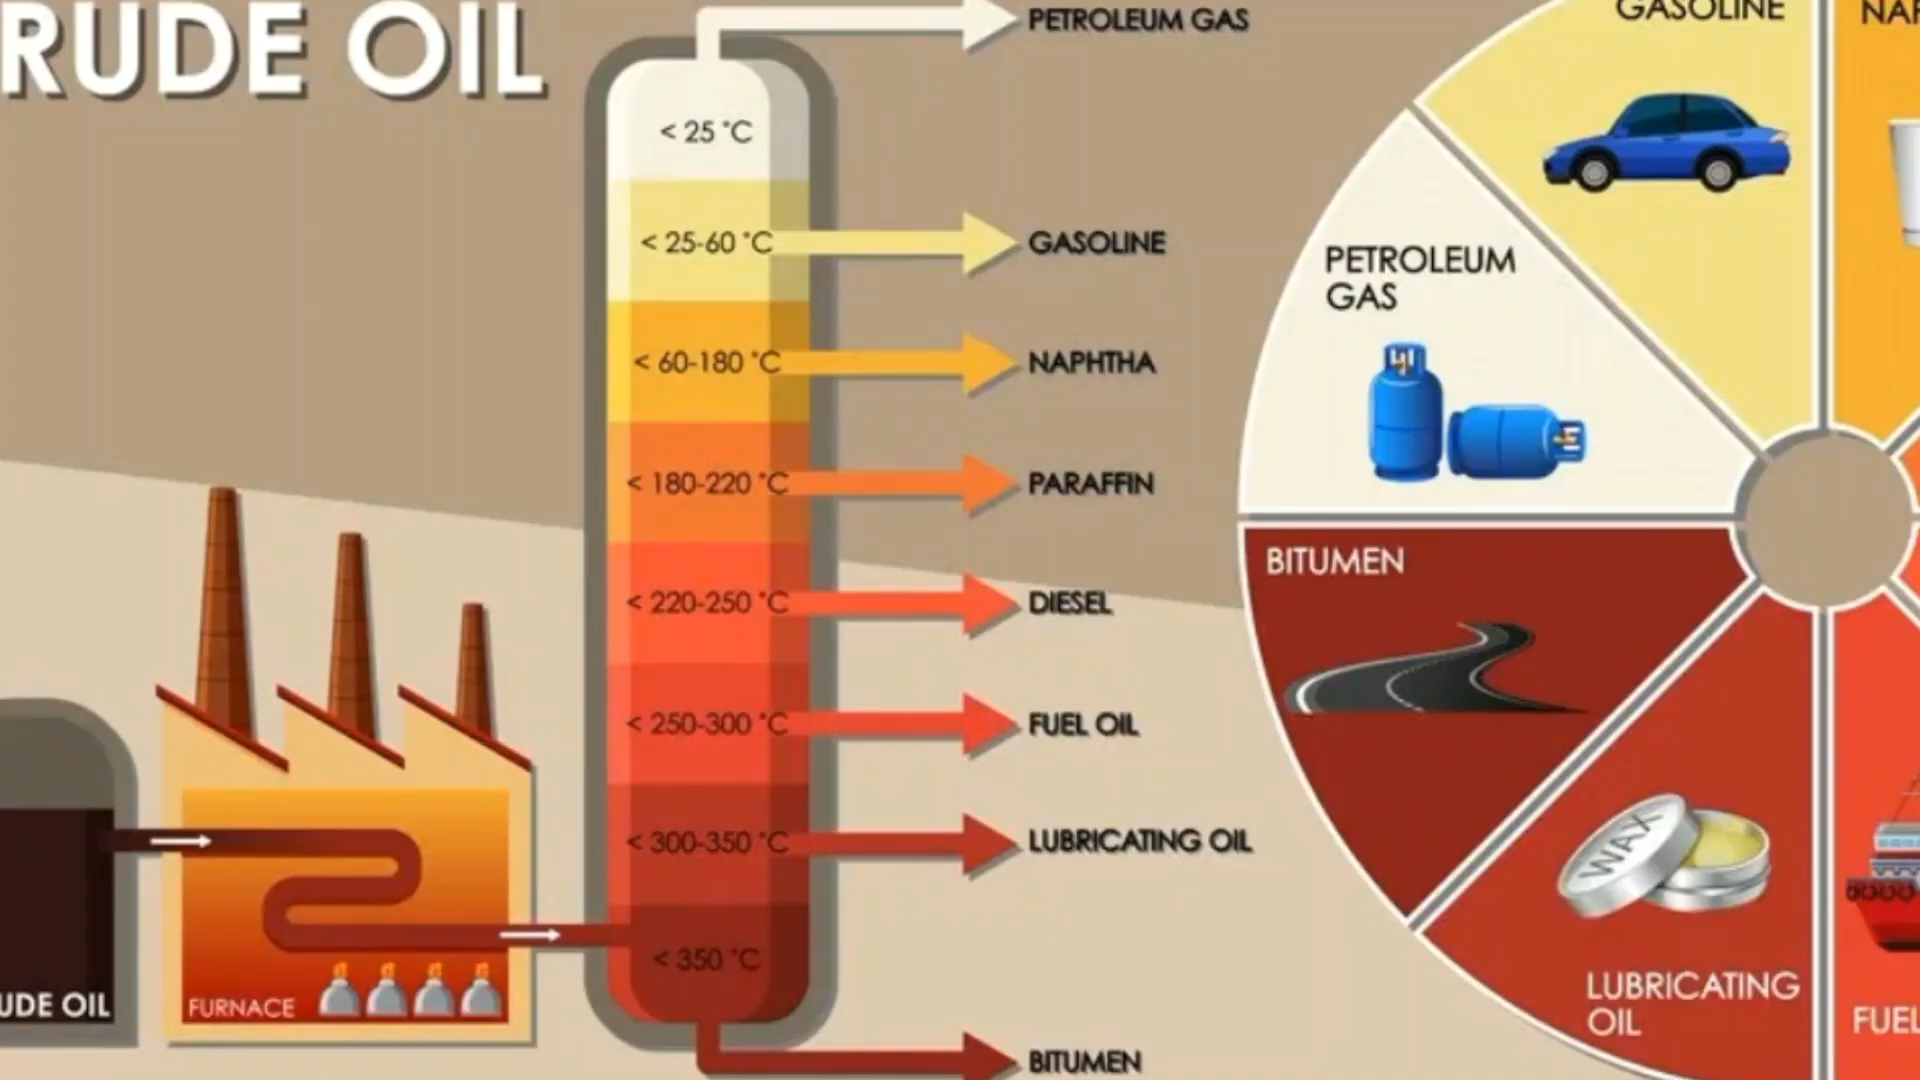 RUDE OIL
PETROLEUM GAS
< 25 °C
< 25-60 °C
GASOLINE
< 60-180 °C
NAPHTHA
< 180-220 °C
PARAFFIN
< 220-250 °C
DIESEL
< 250-300 °C
FUEL OIL
< 300-350 °C
LUBRICATING OIL
< 350 °C
BITUMEN
UDE OIL
FURNACE
GASOLINE
NAP
PETROLEUM
GAS
BITUMEN
WAX
LUBRICATING
OIL
FUEL